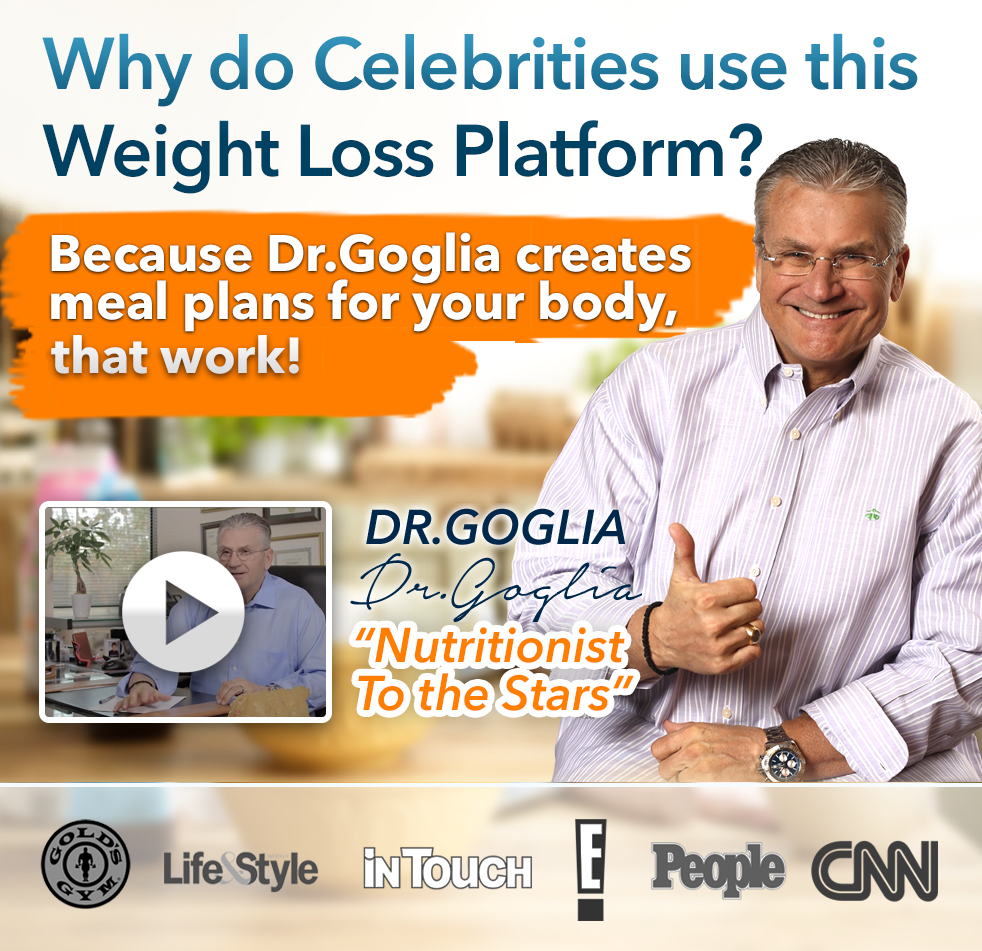 Why do Celebrities use this
Weight Loss Platform?
Because Dr.Goglia creates
meal plans for your body,
that work!
DR.GOGLIA
Dr.Goglia
“Nutritionist
To the Stars”
GOLD'S GYM
Life&Style
inTouch
E!
People
CNN